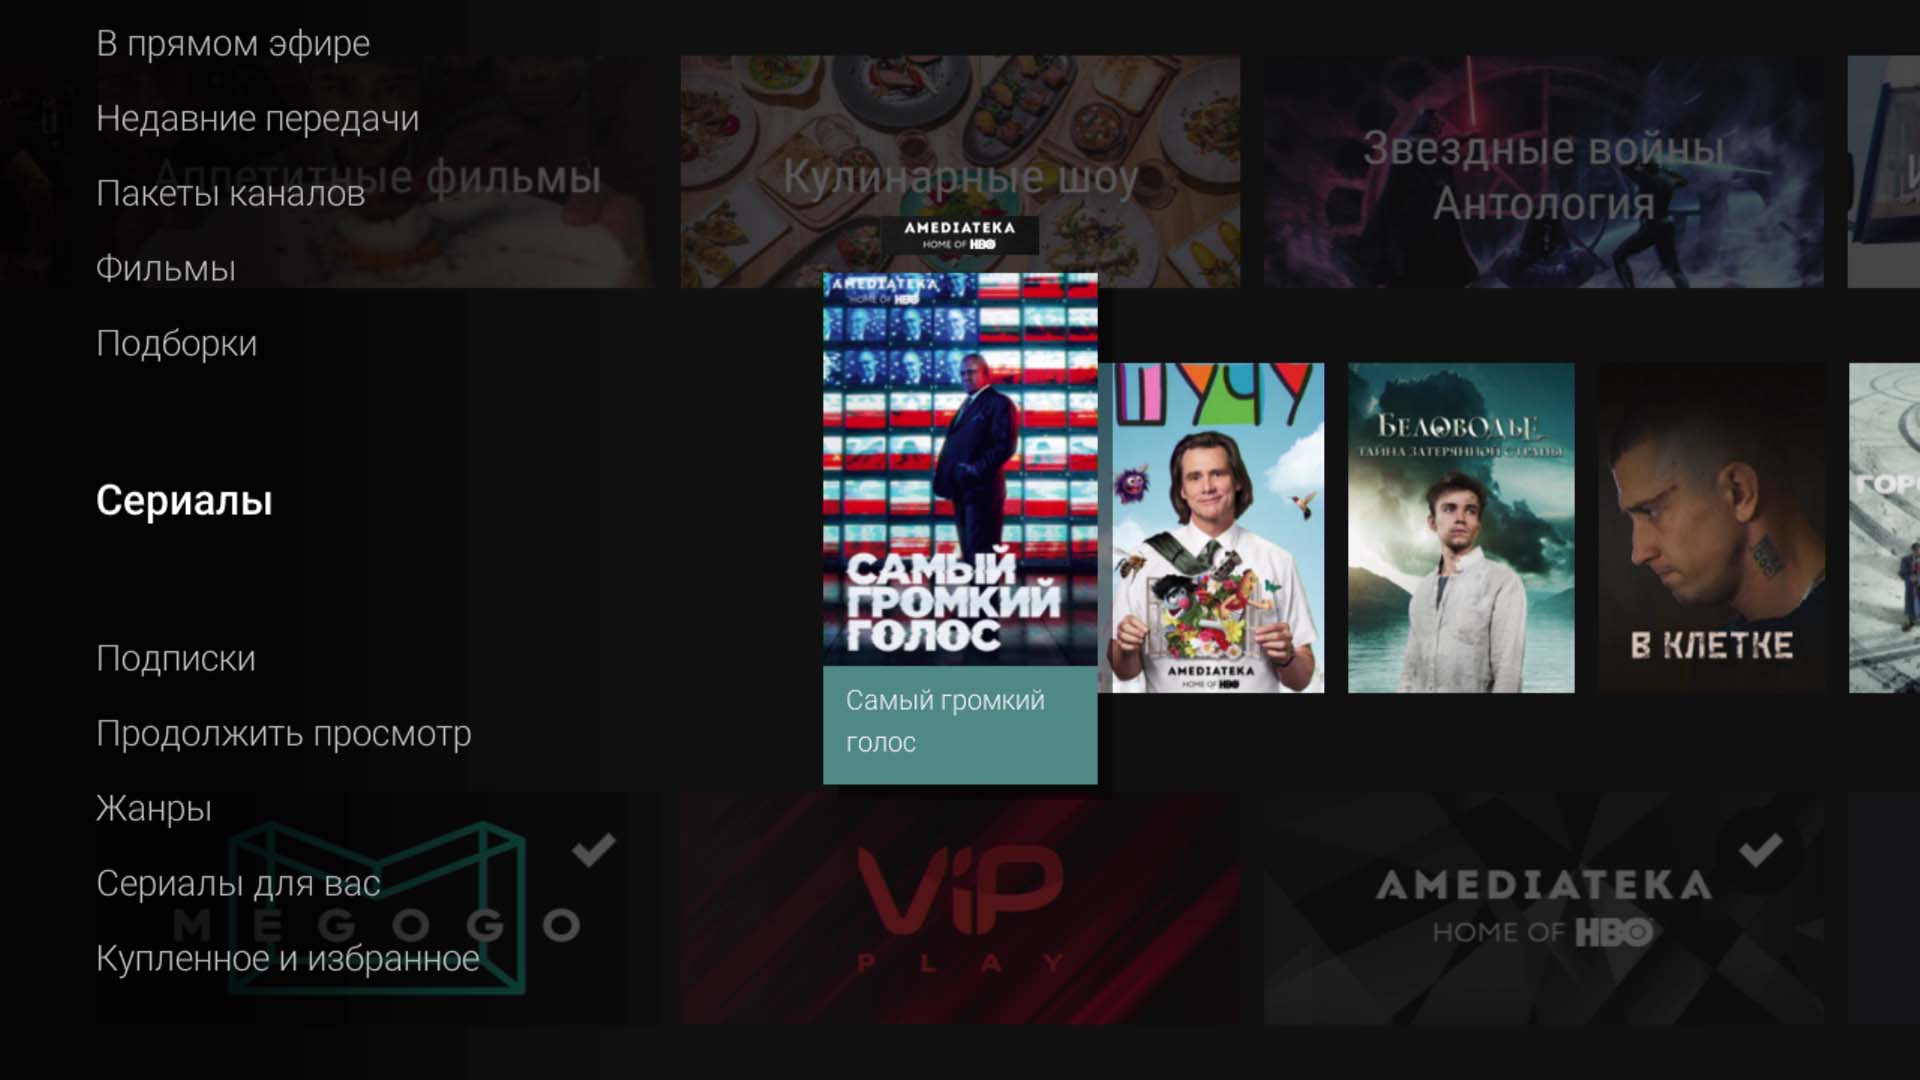 В прямом эфире
Недавние передачи
Пакеты каналов
Фильмы
Подборки
Сериалы
Подписки
Продолжить просмотр
Жанры
Сериалы для вас
Купленное и избранное
Аппетитные фильмы
Кулинарные шоу
AMEDIATEKA
HOME OF HBO
Звездные войны
Антология
AMEDIATEKA
HOME OF HBO
САМЫЙ
ГРОМКИЙ
ГОЛОС
Самый громкий
голос
AMEDIATEKA
HOME OF HBO
БЕЛОВОДЬЕ
ТАЙНА ЗАТЕРЯННОЙ СТРАНЫ
В КЛЕТКЕ
MEGOGO
ViP
PLAY
AMEDIATEKA
HOME OF HBO